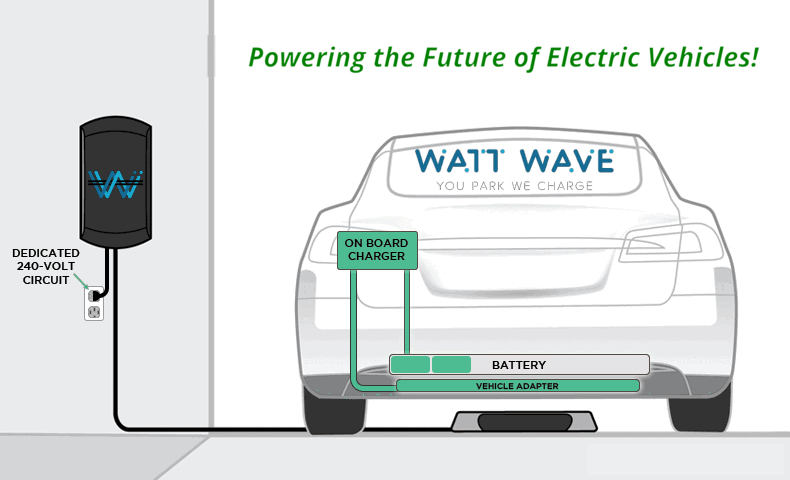 Powering the Future of Electric Vehicles!
WATT WAVE
YOU PARK WE CHARGE
W
ON BOARD
CHARGER
DEDICATED
240-VOLT
CIRCUIT
BATTERY
VEHICLE ADAPTER